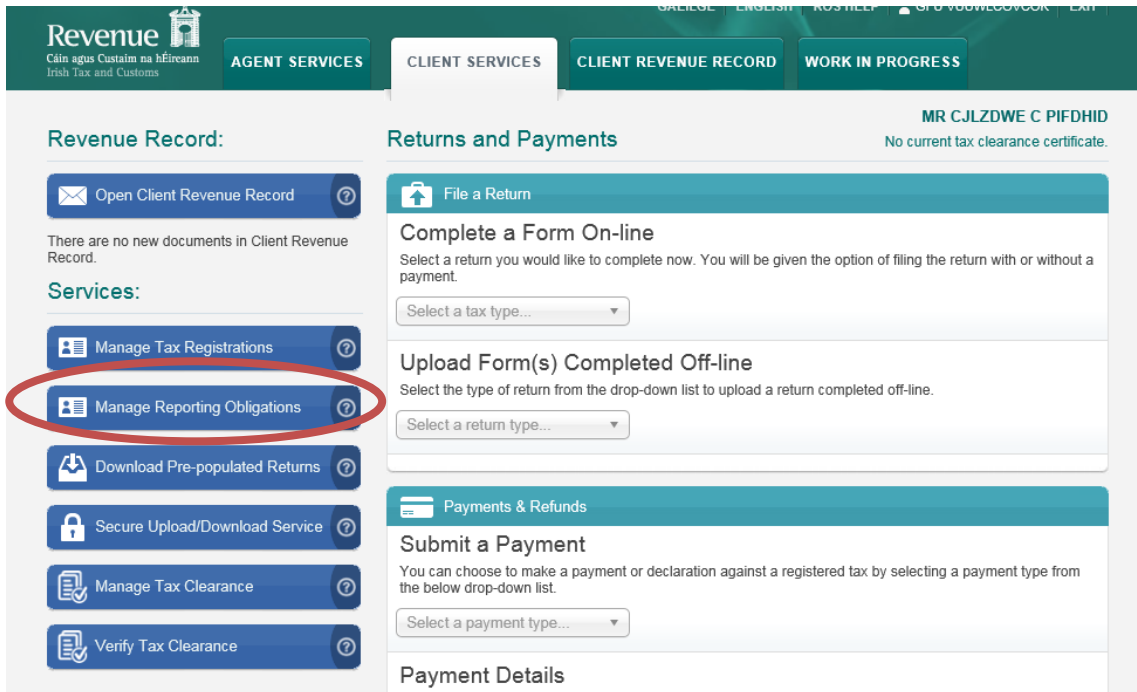 GAEILGE ENGLISH ROS HELP EXIT
Revenue
Cáin agus Custaim na hÉireann
Irish Tax and Customs
AGENT SERVICES
CLIENT SERVICES
CLIENT REVENUE RECORD
WORK IN PROGRESS
MR CJLZDWE C PIFDHID
No current tax clearance certificate.
Revenue Record:
Open Client Revenue Record ?
There are no new documents in Client Revenue
Record.
Services:
Manage Tax Registrations ?
Manage Reporting Obligations ?
Download Pre-populated Returns ?
Secure Upload/Download Service ?
Manage Tax Clearance ?
Verify Tax Clearance ?
Returns and Payments
File a Return
Complete a Form On-line
Select a return you would like to complete now. You will be given the option of filing the return with or without a
payment.
Select a tax type...
Upload Form(s) Completed Off-line
Select the type of return from the drop-down list to upload a return completed off-line.
Select a return type...
Payments & Refunds
Submit a Payment
You can choose to make a payment or declaration against a registered tax by selecting a payment type from
the below drop-down list.
Select a payment type...
Payment Details